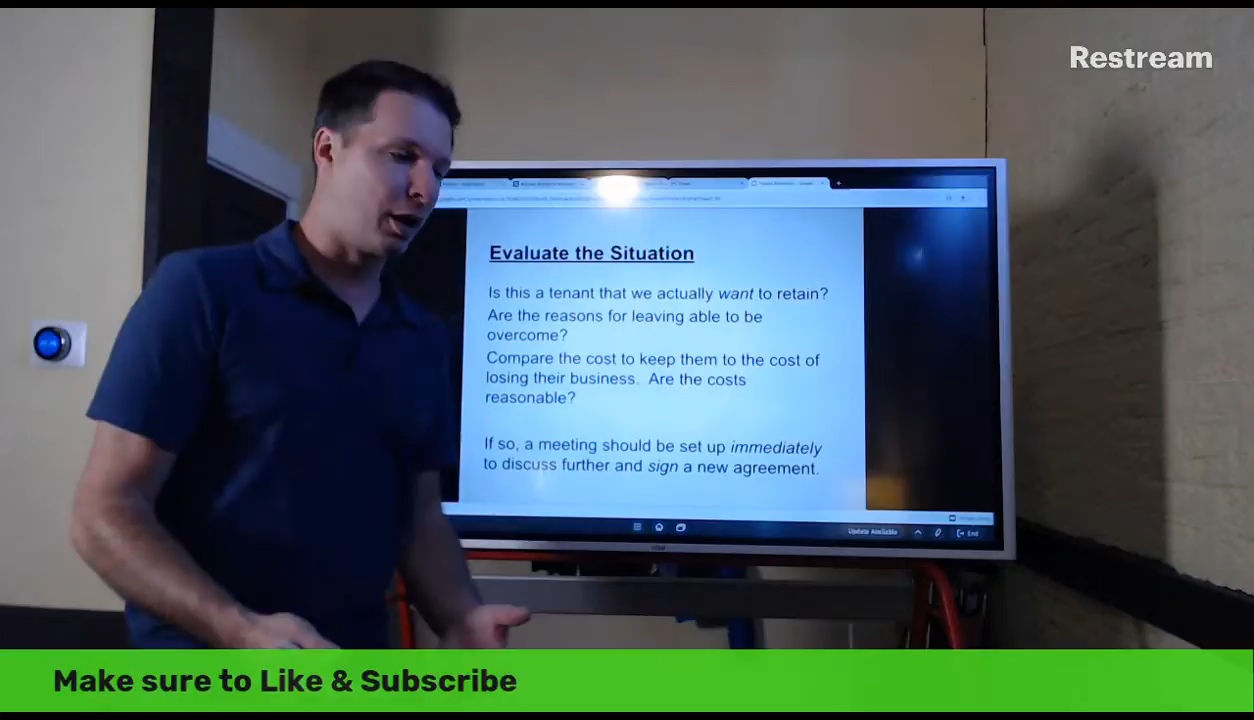 Restream
Evaluate the Situation
Is this a tenant that we actually want to retain?
Are the reasons for leaving able to be
overcome?
Compare the cost to keep them to the cost of
losing their business. Are the costs
reasonable?
If so, a meeting should be set up immediately
to discuss further and sign a new agreement.
Update Available
End
Make sure to Like & Subscribe